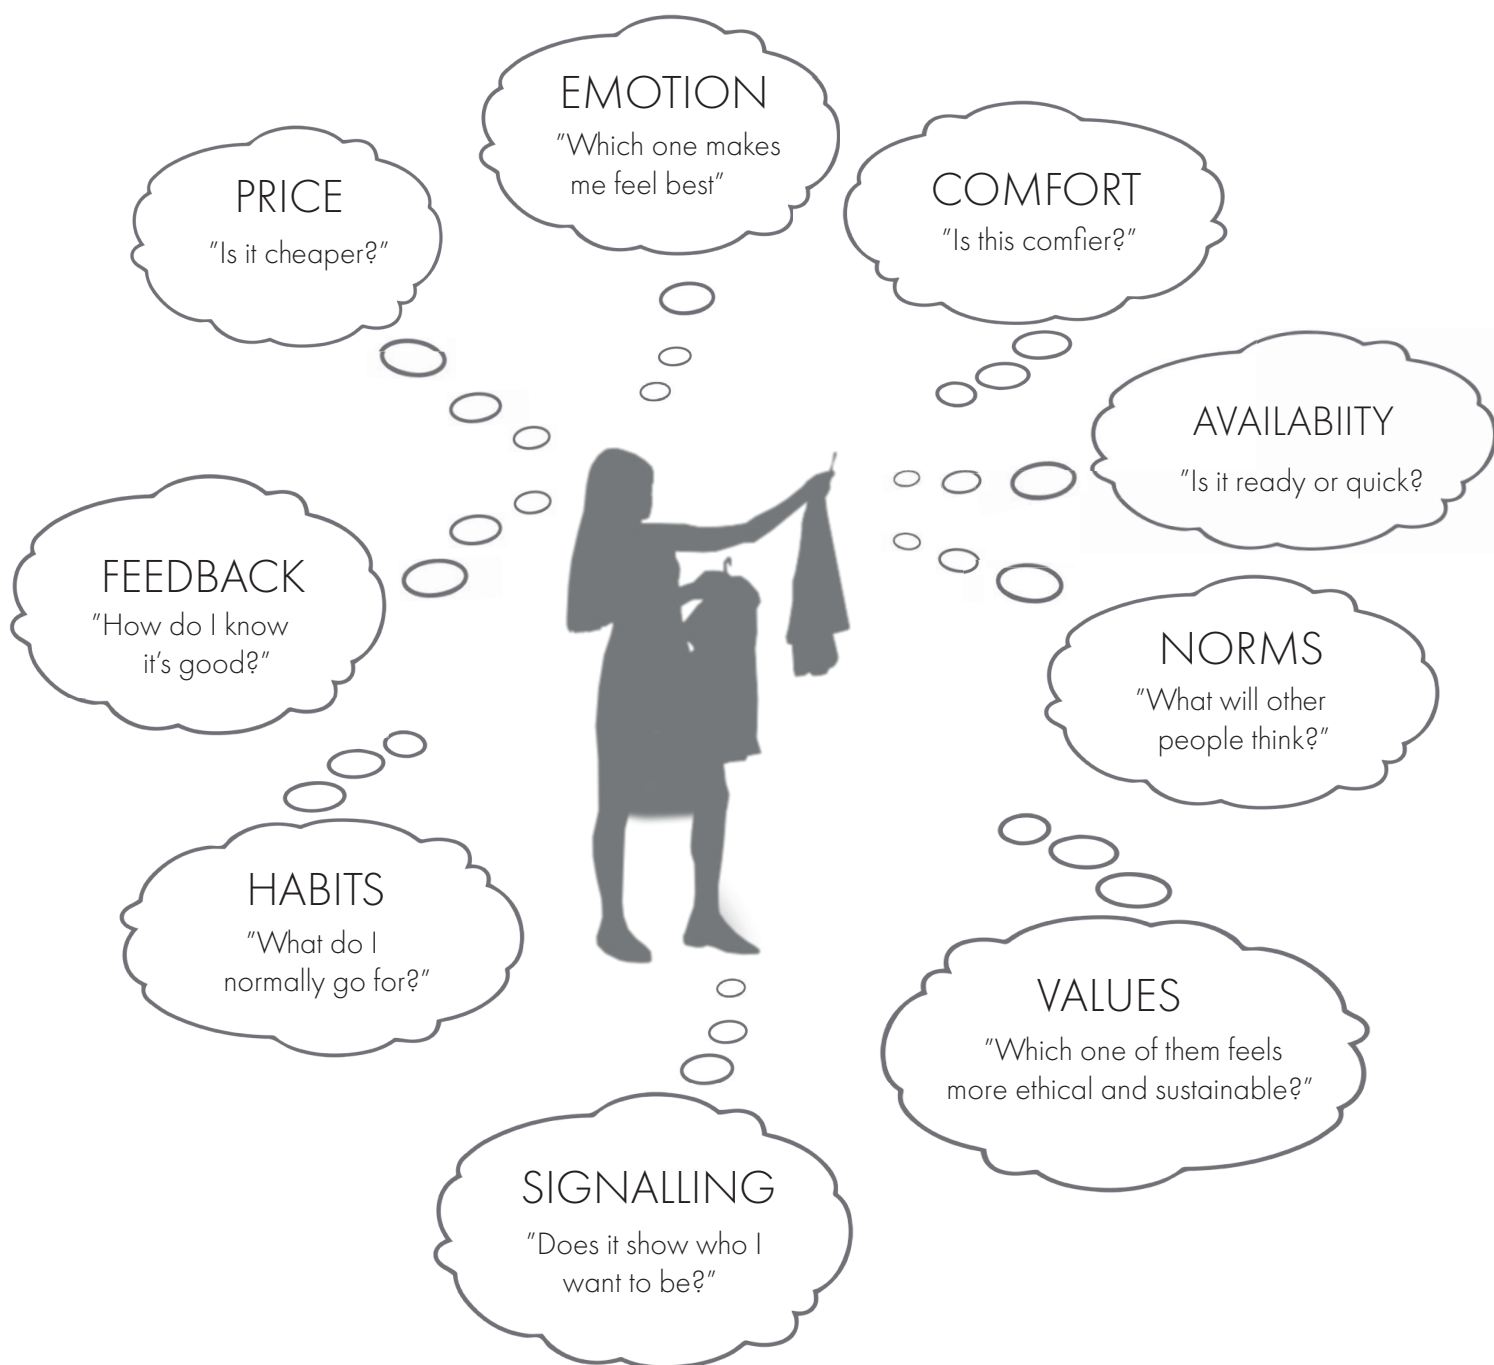 EMOTION
"Which one makes
me feel best"
PRICE
"Is it cheaper?"
COMFORT
"Is this comfier?"
AVAILABIITY
"Is it ready or quick?
FEEDBACK
"How do I know
it's good?"
NORMS
"What will other
people think?"
HABITS
"What do I
normally go for?"
VALUES
"Which one of them feels
more ethical and sustainable?"
SIGNALLING
"Does it show who I
want to be?"